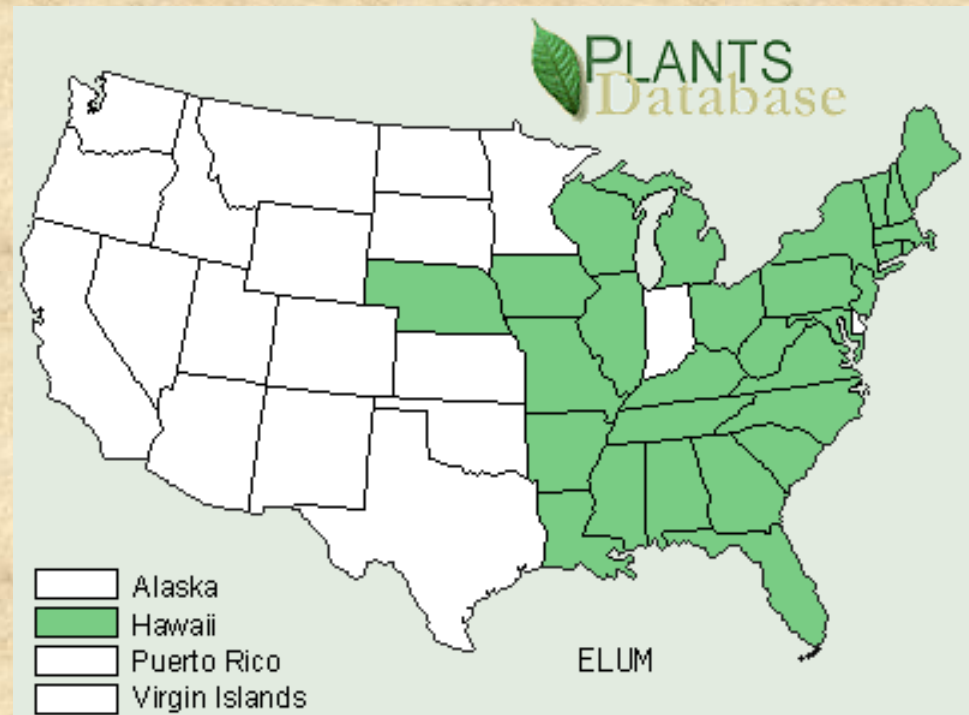 PLANTS
Database
Alaska
Hawaii
Puerto Rico
Virgin Islands
ELUM